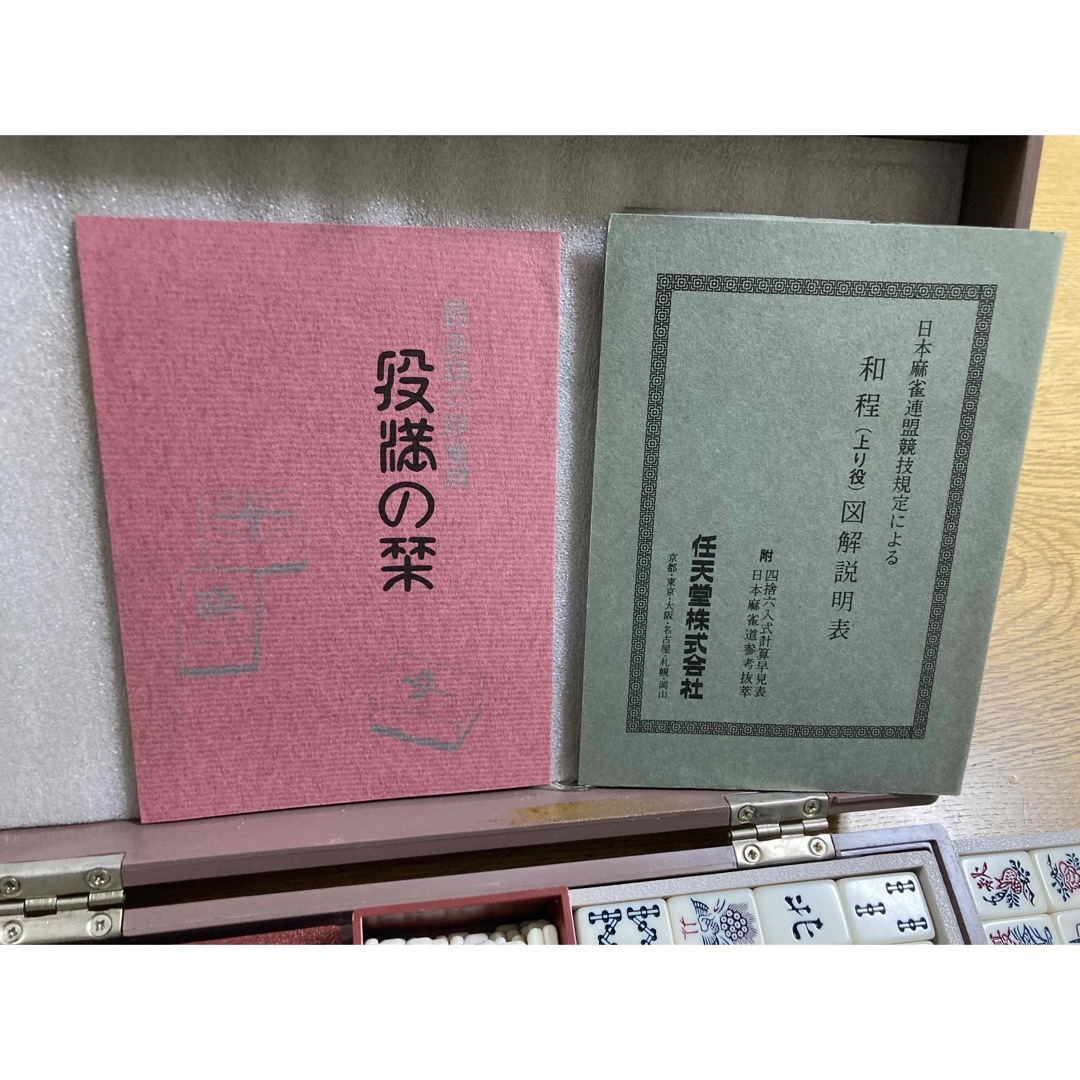 役満の栞
日本麻雀連盟競技規定による
和程（上り役）図解説明表
附 四捨六入式計算早見表
日本麻雀道参考抜萃
任天堂株式会社
京都・東京・大阪・名古屋・札幌・岡山
北
秋